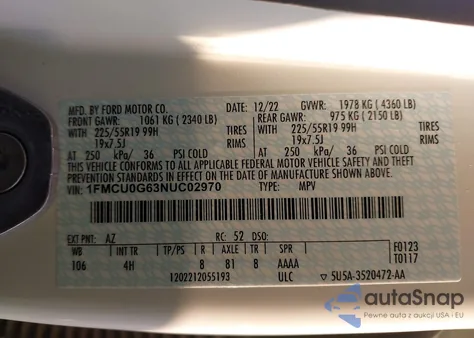 MFD. BY FORD MOTOR CO.
DATE: 12/22 GVWR: 1978 KG (4360 LB)
FRONT GAWR: 1061 KG (2340 LB) REAR GAWR: 975 KG (2150 LB)
WITH 225/55R19 99H TIRES WITH 225/55R19 99H TIRES
19x7.5J RIMS 19x7.5J RIMS
AT 250 kPa/ 36 PSI COLD AT 250 kPa/ 36 PSI COLD
THIS VEHICLE CONFORMS TO ALL APPLICABLE FEDERAL MOTOR VEHICLE SAFETY AND THEFT
PREVENTION STANDARDS IN EFFECT ON THE DATE OF MANUFACTURE SHOWN ABOVE.
1FMCU0G63NUC02970 TYPE: MPV
EXT PNT: AZ RC: 52 DSO:
WB INT TR TP/PS R AXLE TR SPR F0123
106 4H 8 81 8 AAAA T0117
1202212055193 ULC 5U5A-3520472-AA
autoSnap
Pewne auta z aukcji USA i EU